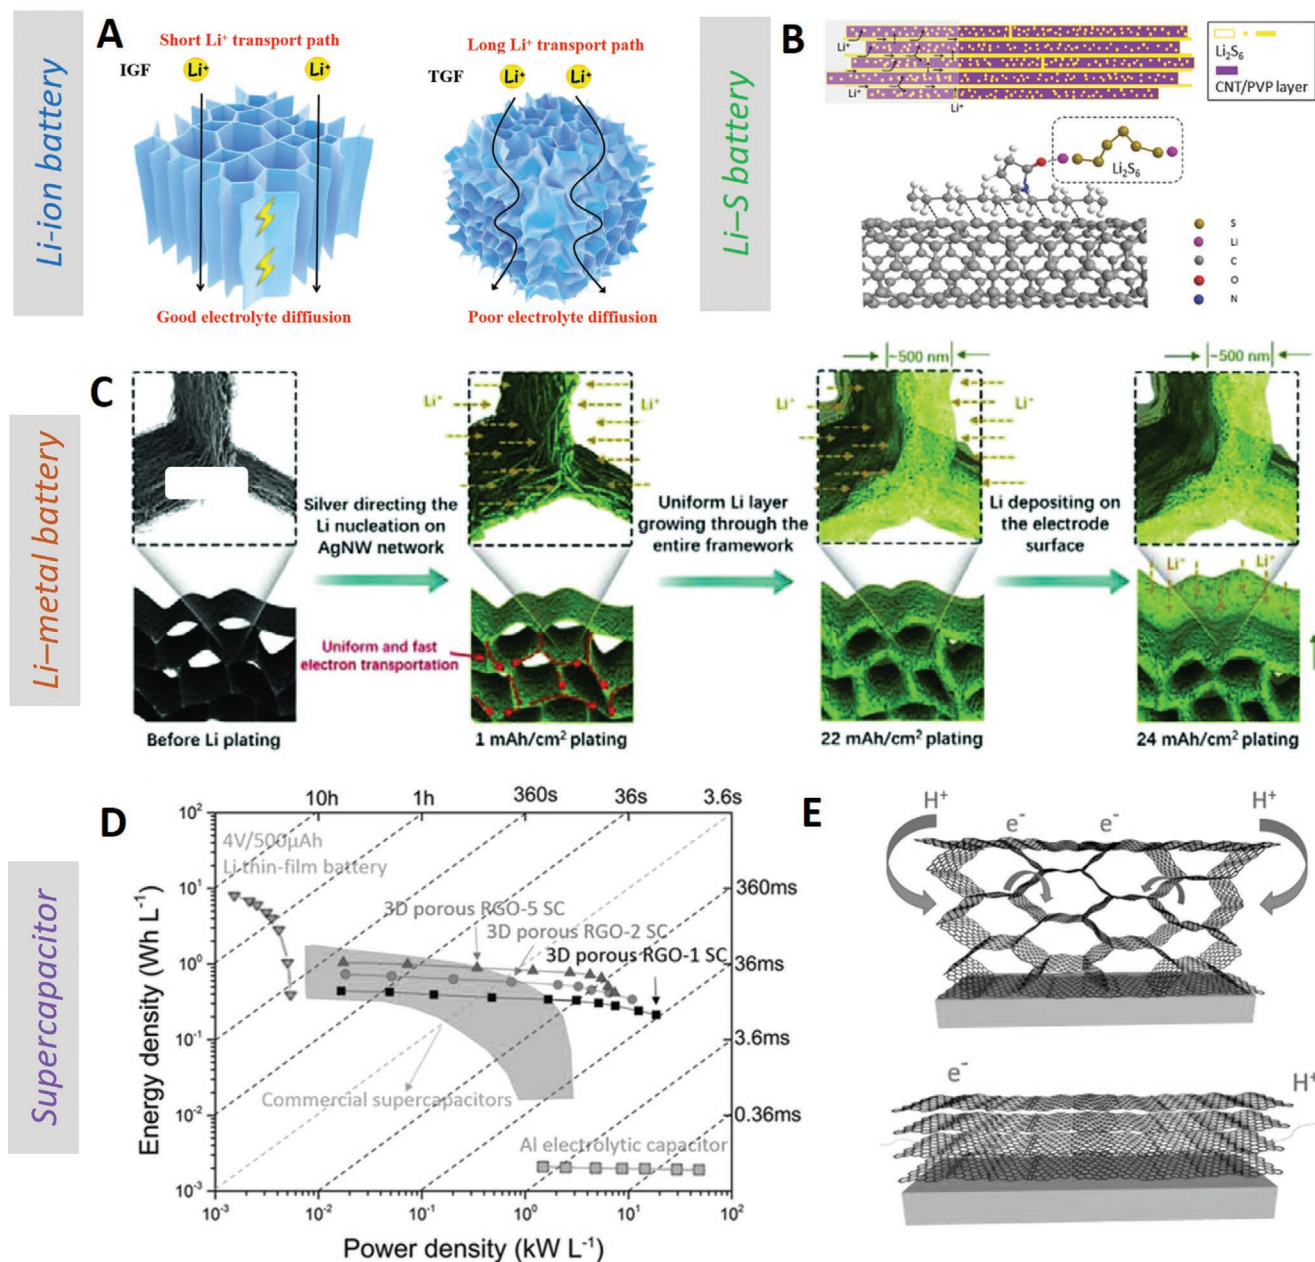 Li-ion battery
A
Short Li⁺ transport path
IGF
Li⁺
Li⁺
Good electrolyte diffusion
Long Li⁺ transport path
TGF
Li⁺
Li⁺
Poor electrolyte diffusion
Li–S battery
B
Li⁺
Li⁺
Li⁺
Li⁺
Li₂S₆
CNT/PVP layer
Li₂S₆
S
Li
C
O
N
Li–metal battery
C
Silver directing the
Li nucleation on
AgNW network
Li⁺
Li⁺
Uniform Li layer
growing through the
entire framework
~500 nm
Li⁺
Li⁺
Li depositing on
the electrode
surface
~500 nm
Uniform and fast
electron transportation
Li⁺
Li⁺
Before Li plating
1 mAh/cm² plating
22 mAh/cm² plating
24 mAh/cm² plating
Supercapacitor
D
10h
1h
360s
36s
3.6s
4V/500µAh
Li thin-film battery
3D porous RGO-5 SC
3D porous RGO-2 SC
3D porous RGO-1 SC
Commercial supercapacitors
Al electrolytic capacitor
360ms
36ms
3.6ms
0.36ms
Energy density (Wh L⁻¹)
10²
10¹
10⁰
10⁻¹
10⁻²
10⁻³
10⁻³
10⁻²
10⁻¹
10⁰
10¹
10²
Power density (kW L⁻¹)
E
H⁺
e⁻
e⁻
H⁺
e⁻
H⁺